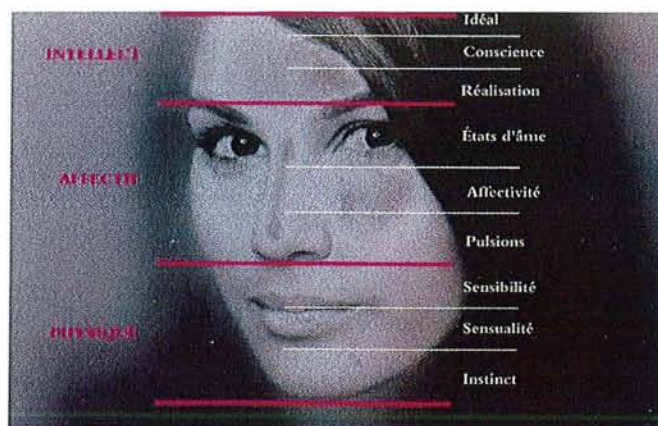 Idéal
INTELLECT
Conscience
Réalisation
États d'âme
AFFECTIF
Affectivité
Pulsions
Sensibilité
PHYSIQUE
Sensualité
Instinct